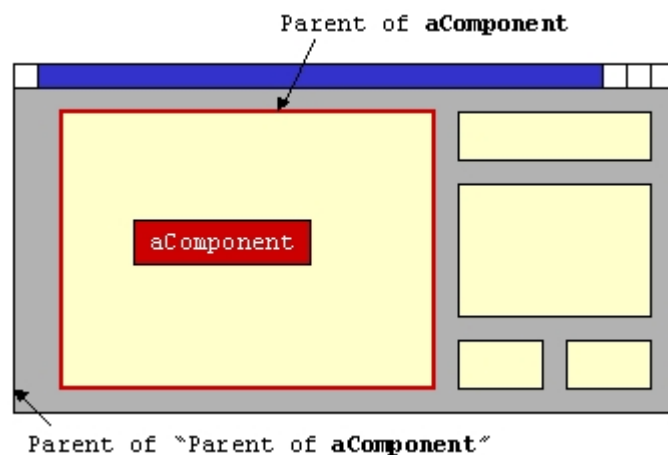 Parent of aComponent
aComponent
Parent of "Parent of aComponent"